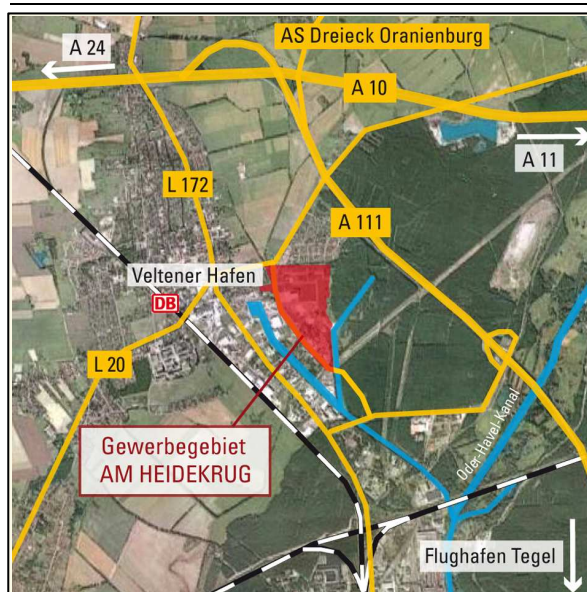 AS Dreieck Oranienburg
A 24
A 10
A 11
L 172
A 111
Veltener Hafen
DB
L 20
Gewerbegebiet
AM HEIDEKRUG
Oder-Havel-Kanal
Flughafen Tegel